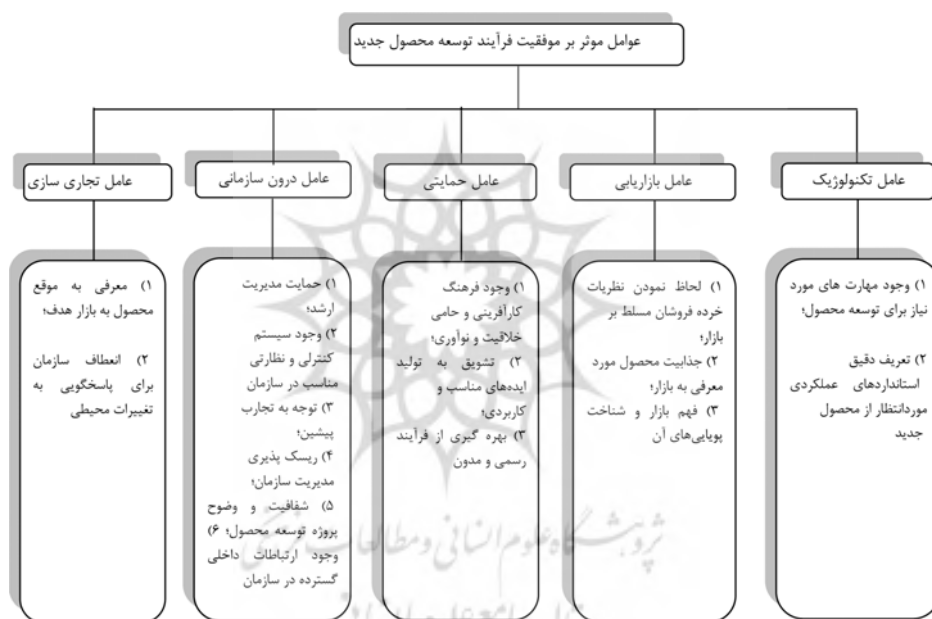 عوامل موثر بر موفقیت فرآیند توسعه محصول جدید
عامل تکنولوژیک
عامل بازاریابی
عامل حمایتی
عامل درون سازمانی
عامل تجاری سازی
۱) وجود مهارت های مورد
نیاز برای توسعه محصول؛
۲) تعریف دقیق
استانداردهای عملکردی
موردانتظار از محصول
جدید
۱) لحاظ نمودن نظریات
خرده فروشان مسلط بر
بازار؛
۲) جذابیت محصول مورد
معرفی به بازار؛
۳) فهم بازار و شناخت
پویایی‌های آن
۱) وجود فرهنگ
کارآفرینی و حامی
خلاقیت و نوآوری؛
۲) تشویق به تولید
ایده‌های مناسب و
کاربردی؛
۳) بهره گیری از فرآیند
رسمی و مدون
۱) حمایت مدیریت
ارشد؛
۲) وجود سیستم
کنترلی و نظارتی
مناسب در سازمان
۳) توجه به تجارب
پیشین؛
۴) ریسک پذیری
مدیریت سازمان؛
۵) شفافیت و وضوح
پروژه توسعه محصول؛ ۶)
وجود ارتباطات داخلی
گسترده در سازمان
۱) معرفی به موقع
محصول به بازار هدف؛
۲) انعطاف سازمان
برای پاسخگویی به
تغییرات محیطی
پژوهشگاه علوم انسانی و مطالعات فرهنگی